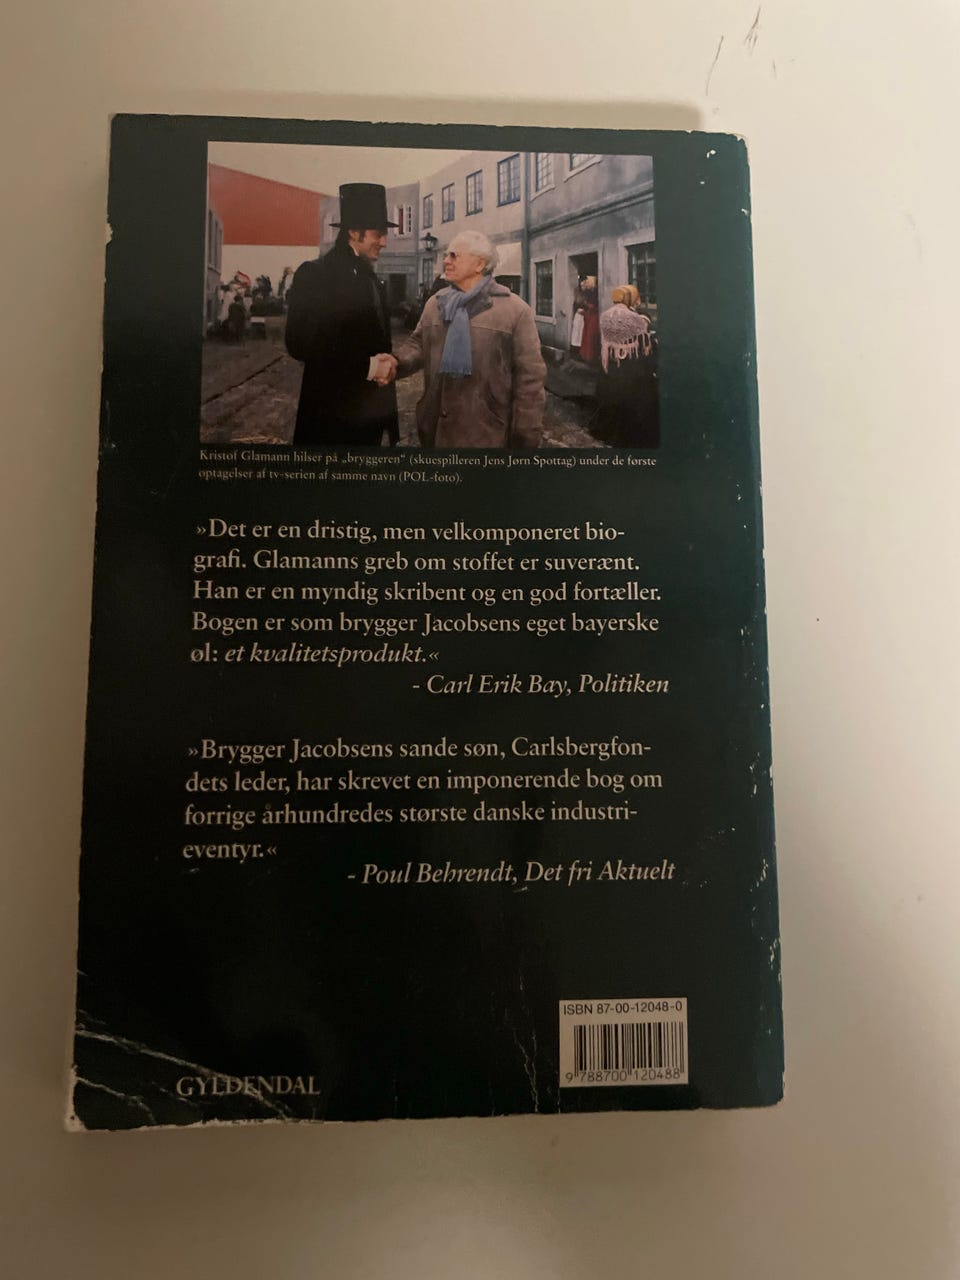 Kristof Glamann hilser på „bryggeren“ (skuespilleren Jens Jørn Spottag) under de første
optagelser af tv-serien af samme navn (POL-foto).
»Det er en dristig, men velkomponeret bio-
grafi. Glamanns greb om stoffet er suverænt.
Han er en myndig skribent og en god fortæller.
Bogen er som brygger Jacobsens eget bayerske
øl: et kvalitetsprodukt.«
- Carl Erik Bay, Politiken
»Brygger Jacobsens sande søn, Carlsbergfon-
dets leder, har skrevet en imponerende bog om
forrige århundredes største danske industri-
eventyr.«
- Poul Behrendt, Det fri Aktuelt
ISBN 87-00-12048-0
9 788700 120488
GYLDENDAL